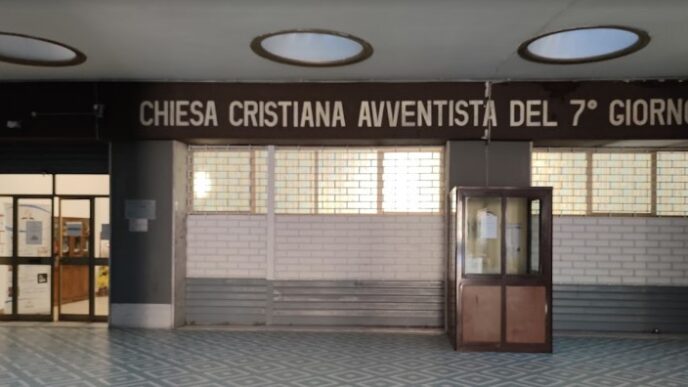 CHIESA CRISTIANA AVVENTISTA DEL 7° GIORNO